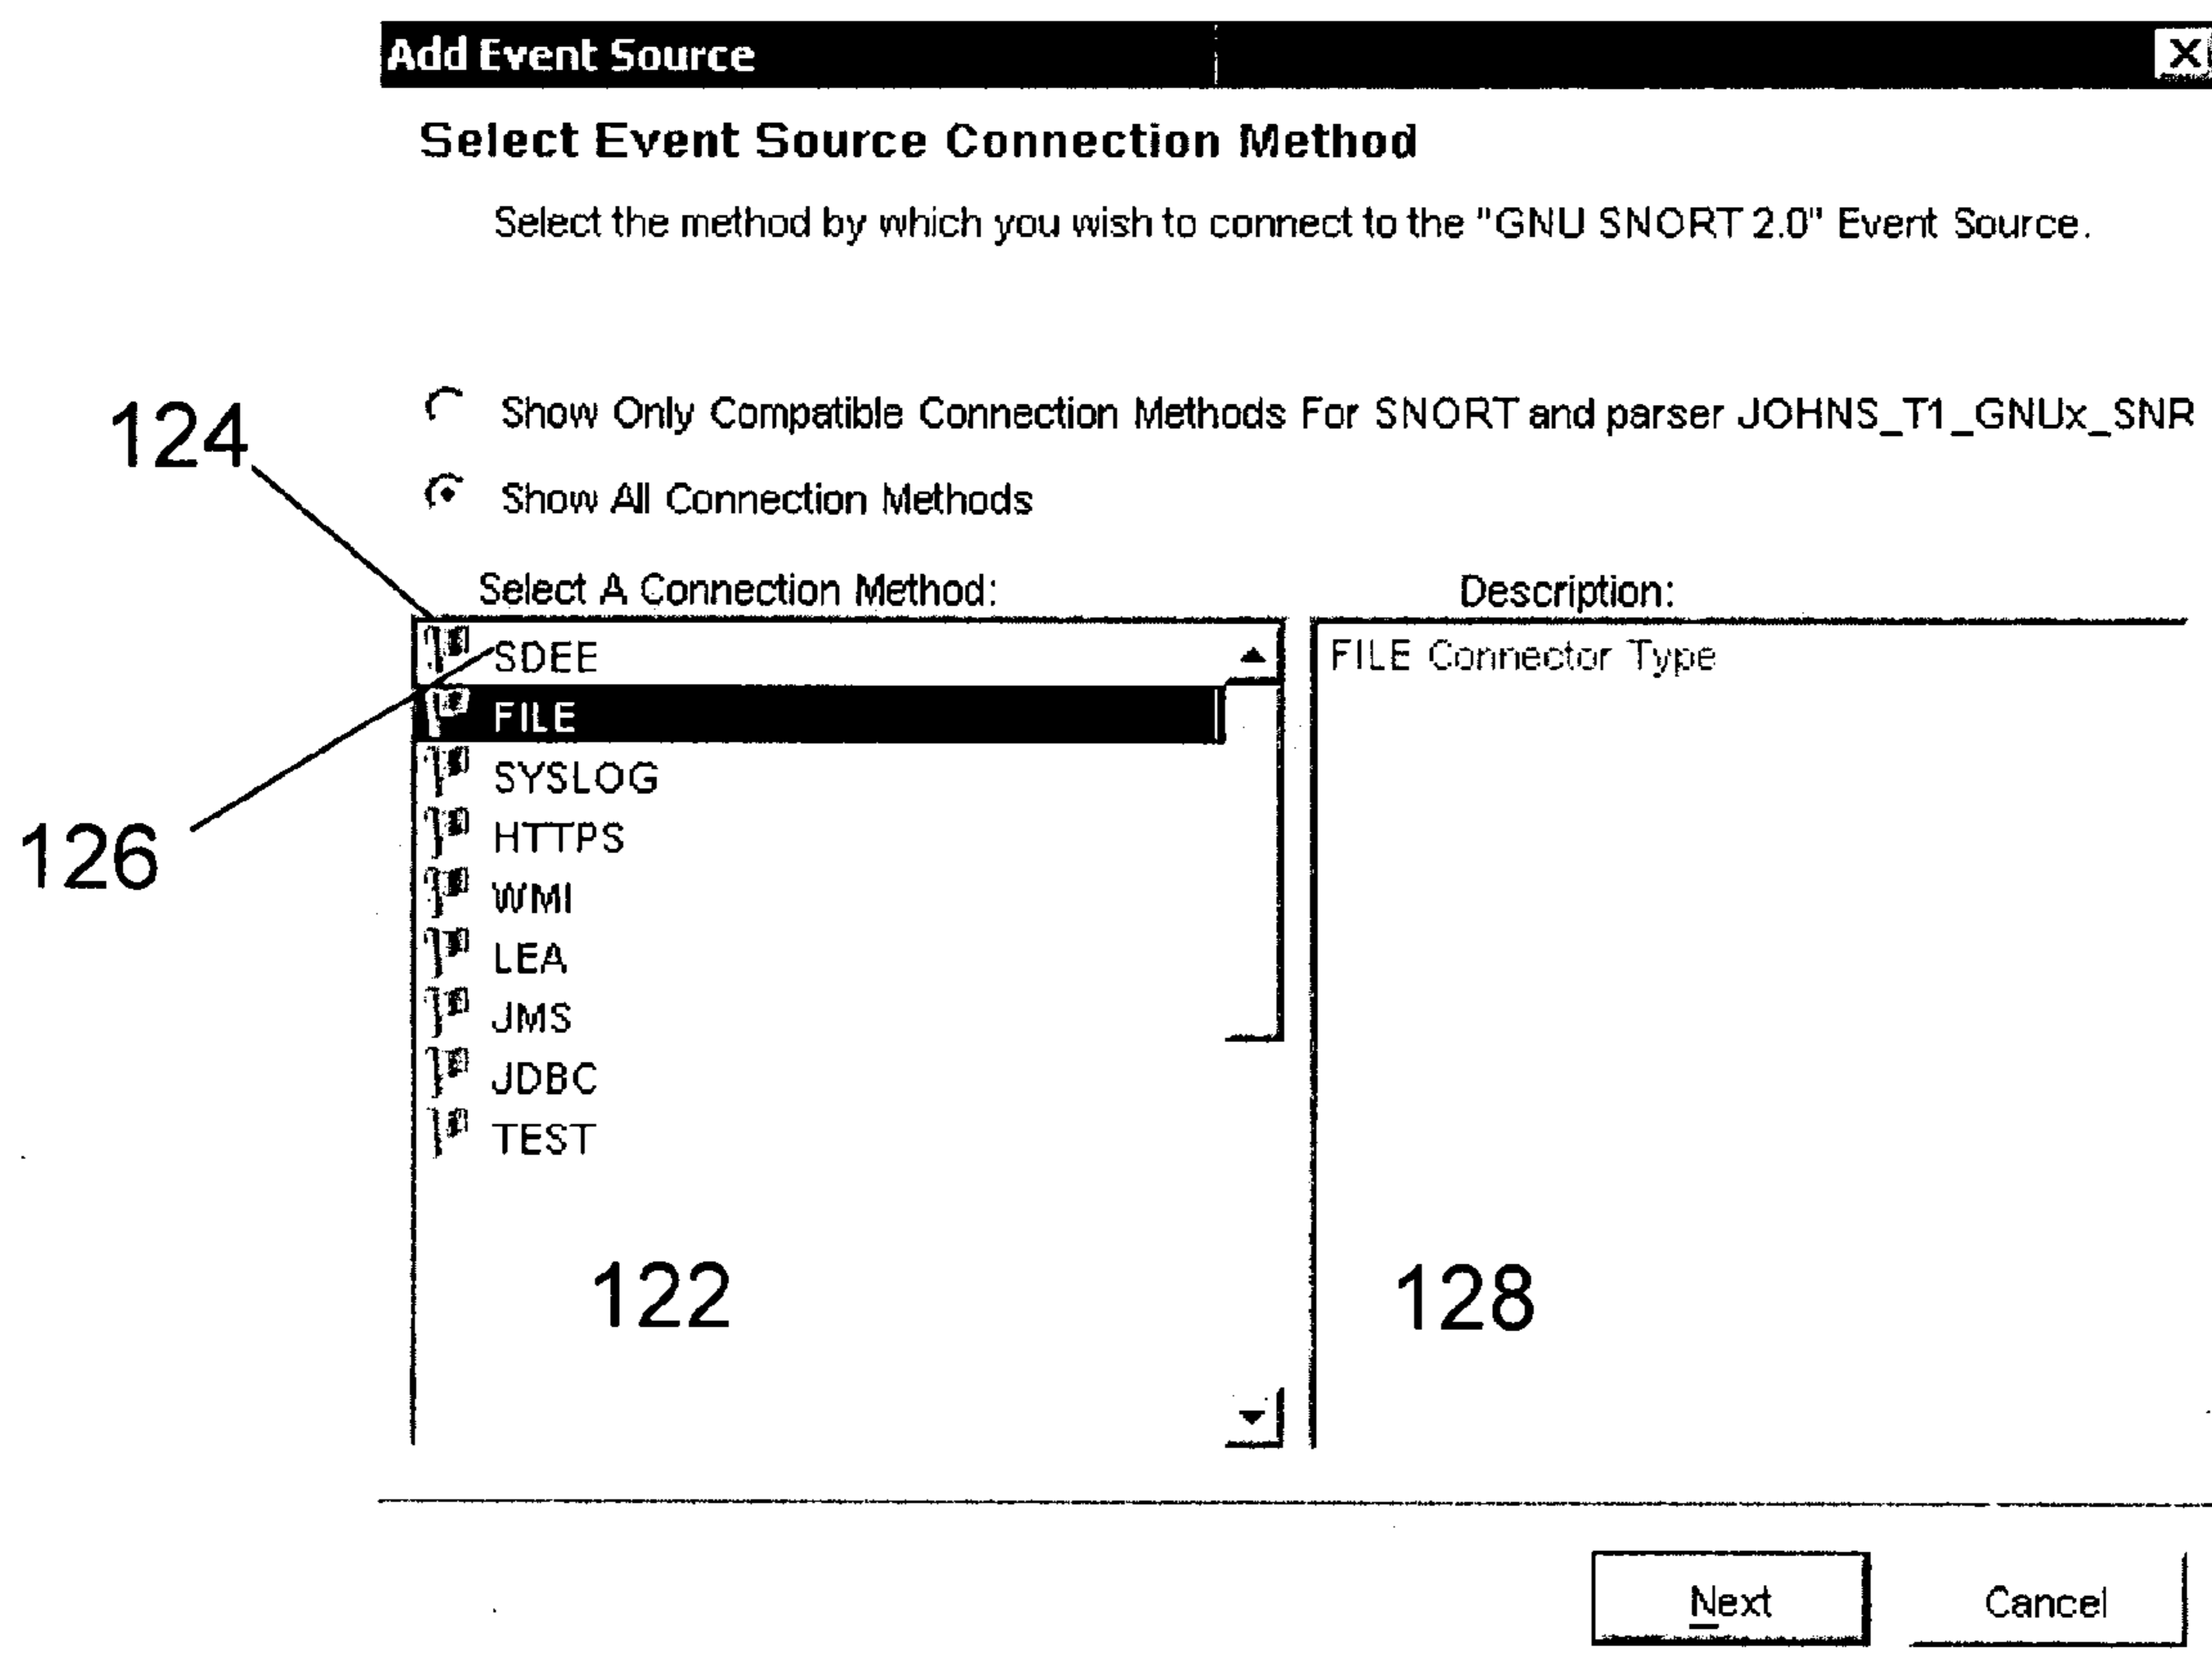 Add Event Source X
Select Event Source Connection Method
Select the method by which you wish to connect to the "GNU SNORT 2.0" Event Source.
Show Only Compatible Connection Methods For SNORT and parser JOHNS_T1_GNUx_SNR
124
Show All Connection Methods
Select A Connection Method:
Description:
SDEE
FILE Connector Type
FILE
SYSLOG
HTTPS
126
WMI
LEA
JMS
JDBC
TEST
122
128
Next
Cancel